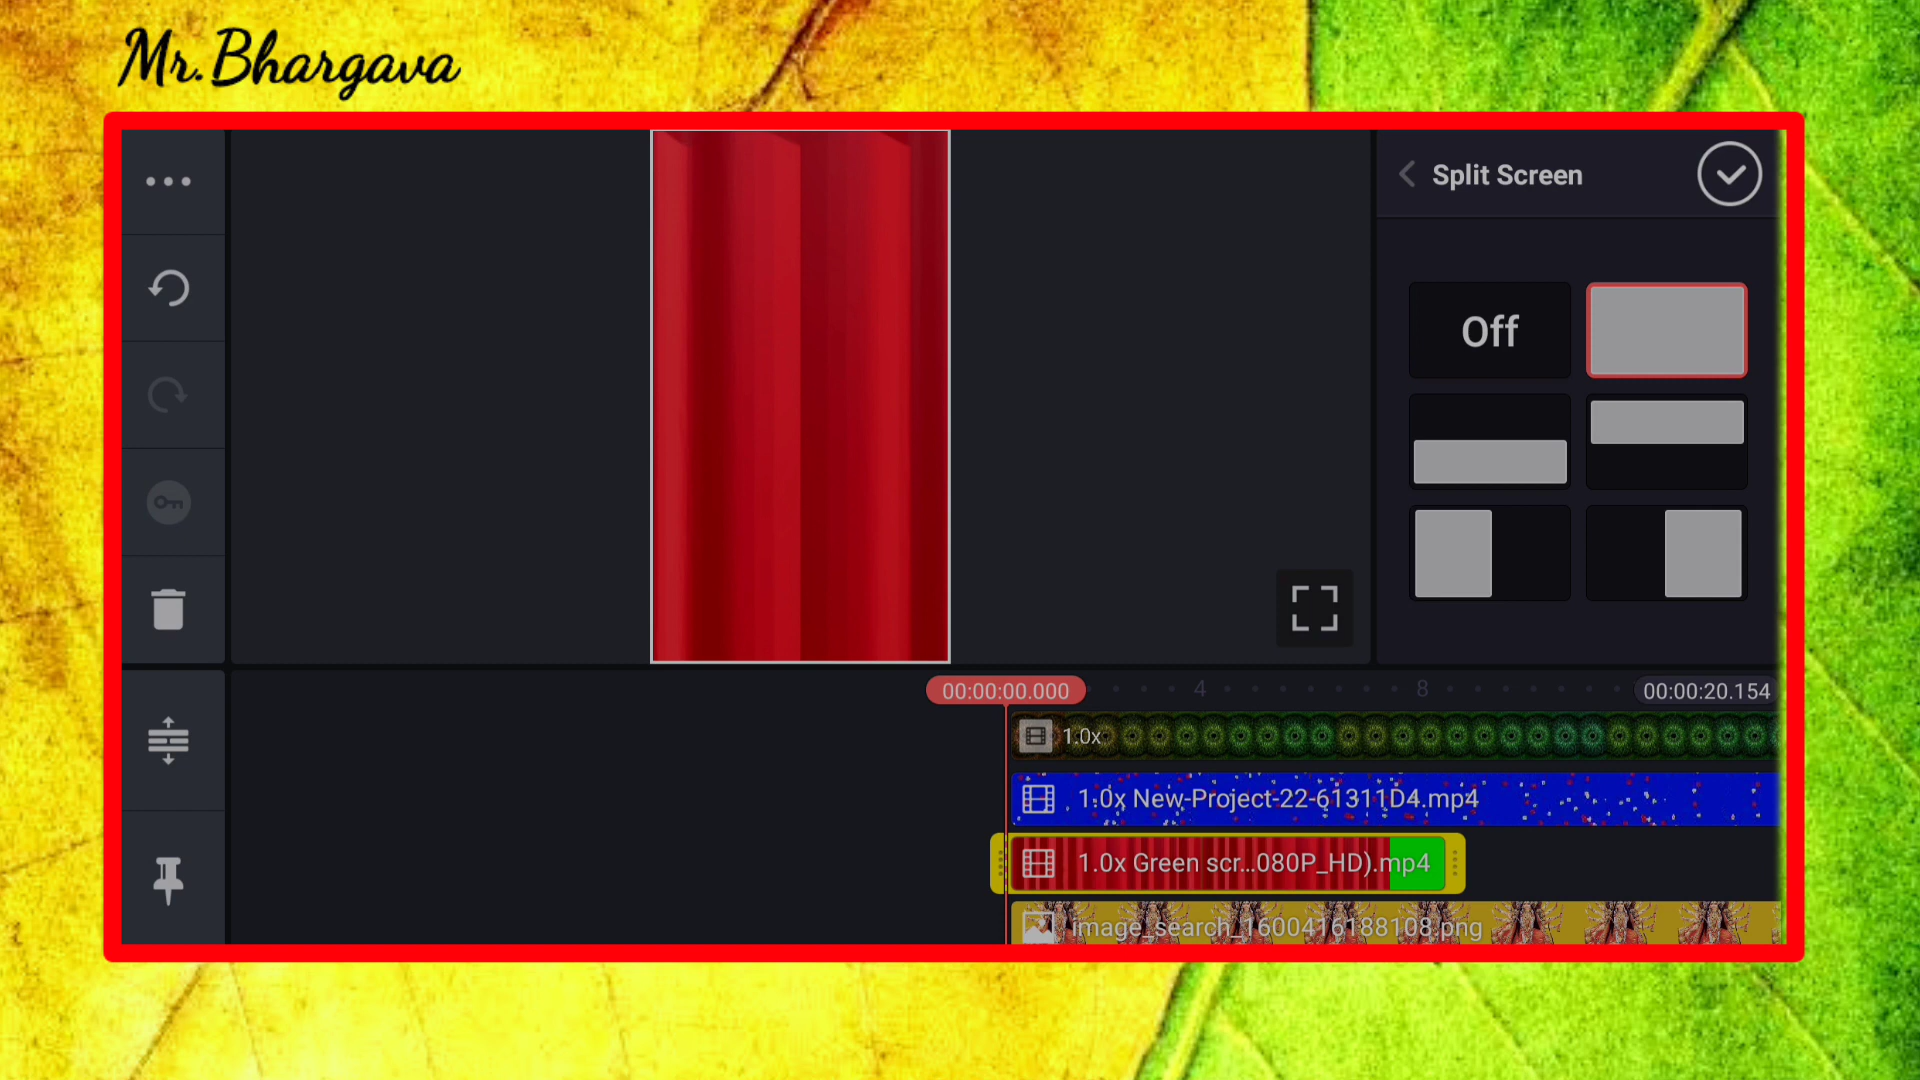 Mr.Bhargava
Split Screen
Off
00:00:00.000
4
8
00:00:20.154
1.0x
1.0x New-Project-22-61311D4.mp4
1.0x Green scr...080P_HD).mp4
image_search_1600416188108.png